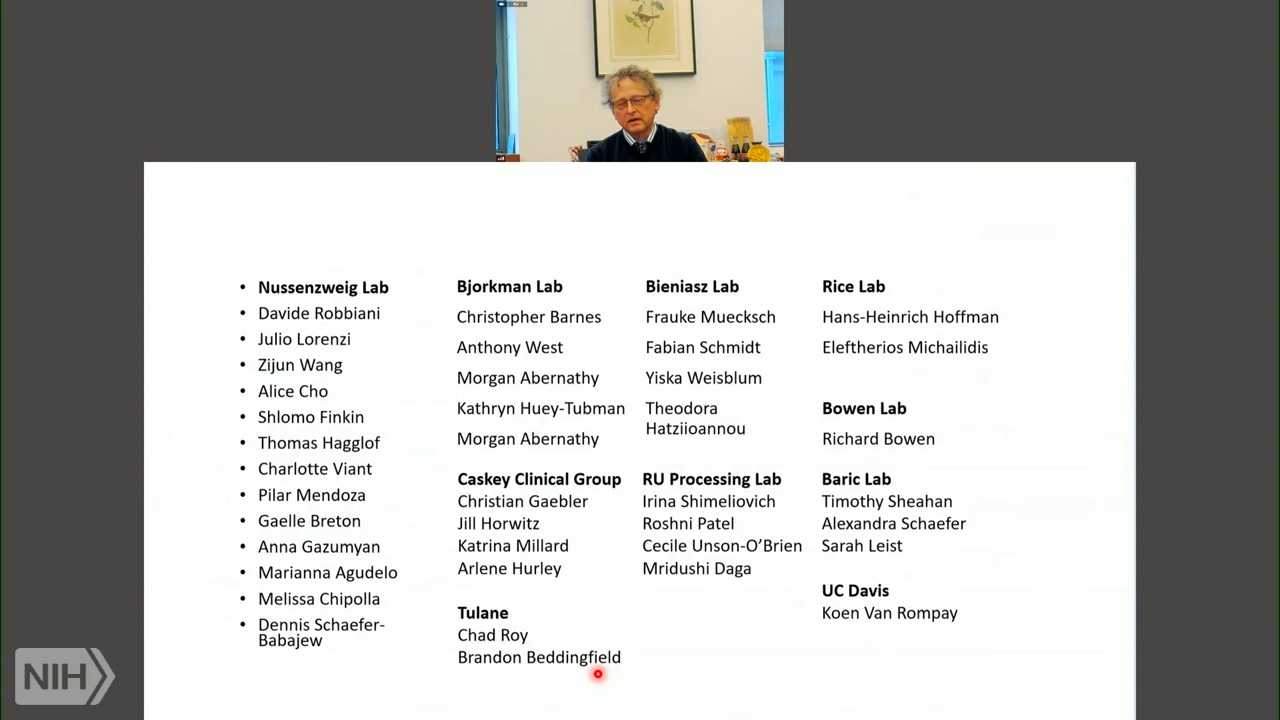 • Nussenzweig Lab
• Davide Robbiani
• Julio Lorenzi
• Zijun Wang
• Alice Cho
• Shlomo Finkin
• Thomas Hagglof
• Charlotte Viant
• Pilar Mendoza
• Gaelle Breton
• Anna Gazumyan
• Marianna Agudelo
• Melissa Chipolla
• Dennis Schaefer-
Babajew
Bjorkman Lab
Christopher Barnes
Anthony West
Morgan Abernathy
Kathryn Huey-Tubman
Morgan Abernathy
Caskey Clinical Group
Christian Gaebler
Jill Horwitz
Katrina Millard
Arlene Hurley
Tulane
Chad Roy
Brandon Beddingfield
Bieniasz Lab
Frauke Muecksch
Fabian Schmidt
Yiska Weisblum
Theodora
Hatziioannou
RU Processing Lab
Irina Shimeliovich
Roshni Patel
Cecile Unson-O’Brien
Mridushi Daga
Rice Lab
Hans-Heinrich Hoffman
Eleftherios Michailidis
Bowen Lab
Richard Bowen
Baric Lab
Timothy Sheahan
Alexandra Schaefer
Sarah Leist
UC Davis
Koen Van Rompay
NIH